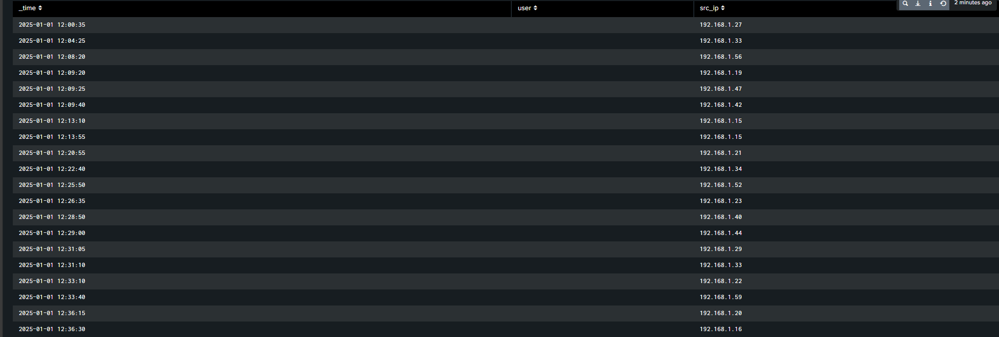 _time user src_ip 2 minutes ago
2025-01-01 12:00:35 192.168.1.27
2025-01-01 12:04:25 192.168.1.33
2025-01-01 12:08:20 192.168.1.56
2025-01-01 12:09:20 192.168.1.19
2025-01-01 12:09:25 192.168.1.47
2025-01-01 12:09:40 192.168.1.42
2025-01-01 12:13:10 192.168.1.15
2025-01-01 12:13:55 192.168.1.15
2025-01-01 12:20:55 192.168.1.21
2025-01-01 12:22:40 192.168.1.34
2025-01-01 12:25:50 192.168.1.52
2025-01-01 12:26:35 192.168.1.23
2025-01-01 12:28:50 192.168.1.40
2025-01-01 12:29:00 192.168.1.44
2025-01-01 12:31:05 192.168.1.29
2025-01-01 12:31:10 192.168.1.33
2025-01-01 12:33:10 192.168.1.22
2025-01-01 12:33:40 192.168.1.59
2025-01-01 12:36:15 192.168.1.20
2025-01-01 12:36:30 192.168.1.16